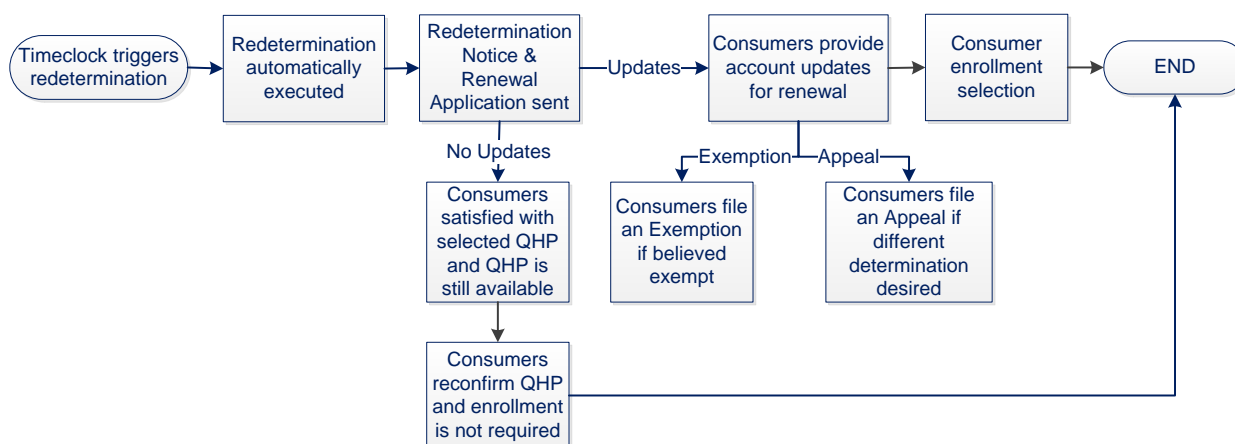 Timeclock triggers
redetermination
Redetermination
automatically
executed
Redetermination
Notice &
Renewal
Application sent
Updates
Consumers provide
account updates
for renewal
Consumer
enrollment
selection
END
No Updates
Exemption
Appeal
Consumers
satisfied with
selected QHP
and QHP is
still available
Consumers file
an Exemption
if believed
exempt
Consumers file
an Appeal if
different
determination
desired
Consumers
reconfirm QHP
and enrollment
is not required